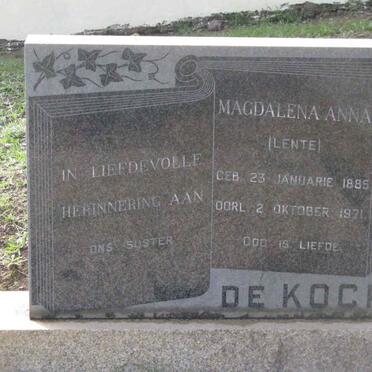 IN LIEFDEVOLLE
HERINNERING AAN
ONS SUSTER
MAGDALENA ANNA
(LENTE)
GEB. 23 JANUARIE 1885
OORL. 2 OKTOBER 1971
GOD IS LIEFDE.
DE KOCK